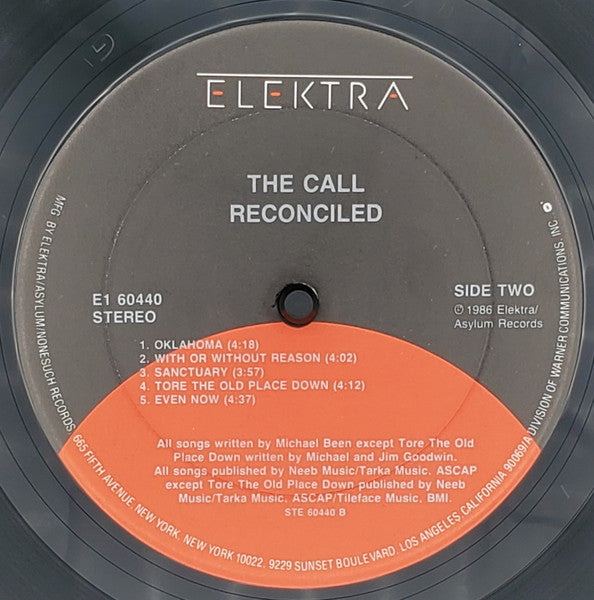 ELEKTRA
THE CALL
RECONCILED
E1 60440
STEREO
SIDE TWO
℗ 1986 Elektra/
Asylum Records
1. OKLAHOMA (4:18)
2. WITH OR WITHOUT REASON (4:02)
3. SANCTUARY (3:57)
4. TORE THE OLD PLACE DOWN (4:12)
5. EVEN NOW (4:37)
All songs written by Michael Been except Tore The Old
Place Down written by Michael and Jim Goodwin.
All songs published by Neeb Music/Tarka Music, ASCAP
except Tore The Old Place Down published by Neeb
Music/Tarka Music, ASCAP/Tileface Music, BMI.
STE 60440 B
MFG. BY ELEKTRA/ASYLUM/NONESUCH RECORDS, 665 FIFTH AVENUE, NEW YORK, NEW YORK 10022, 9229 SUNSET BOULEVARD, LOS ANGELES, CALIFORNIA 90069/A DIVISION OF WARNER COMMUNICATIONS, INC.